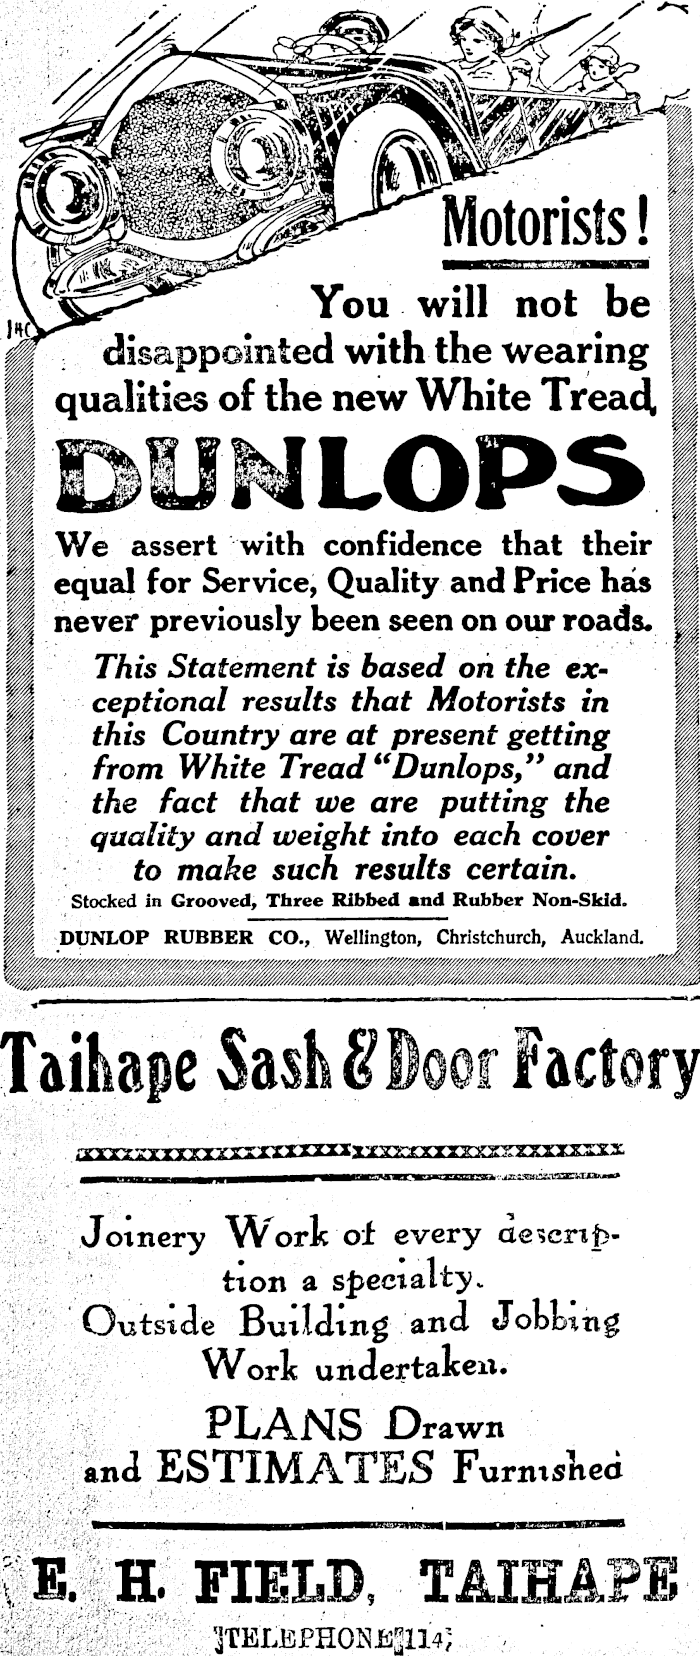 Motorists!
You will not be
disappointed with the wearing
qualities of the new White Tread,
DUNLOPS
We assert with confidence that their
equal for Service, Quality and Price has
never previously been seen on our roads.
This Statement is based on the ex-
ceptional results that Motorists in
this Country are at present getting
from White Tread “Dunlops,” and
the fact that we are putting the
quality and weight into each cover
to make such results certain.
Stocked in Grooved, Three Ribbed and Rubber Non-Skid.
DUNLOP RUBBER CO., Wellington, Christchurch, Auckland.
Taihape Sash & Door Factory
Joinery Work of every descrip-
tion a specialty.
Outside Building and Jobbing
Work undertaken.
PLANS Drawn
and ESTIMATES Furnished
E. H. FIELD, TAIHAPE
TELEPHONE 114